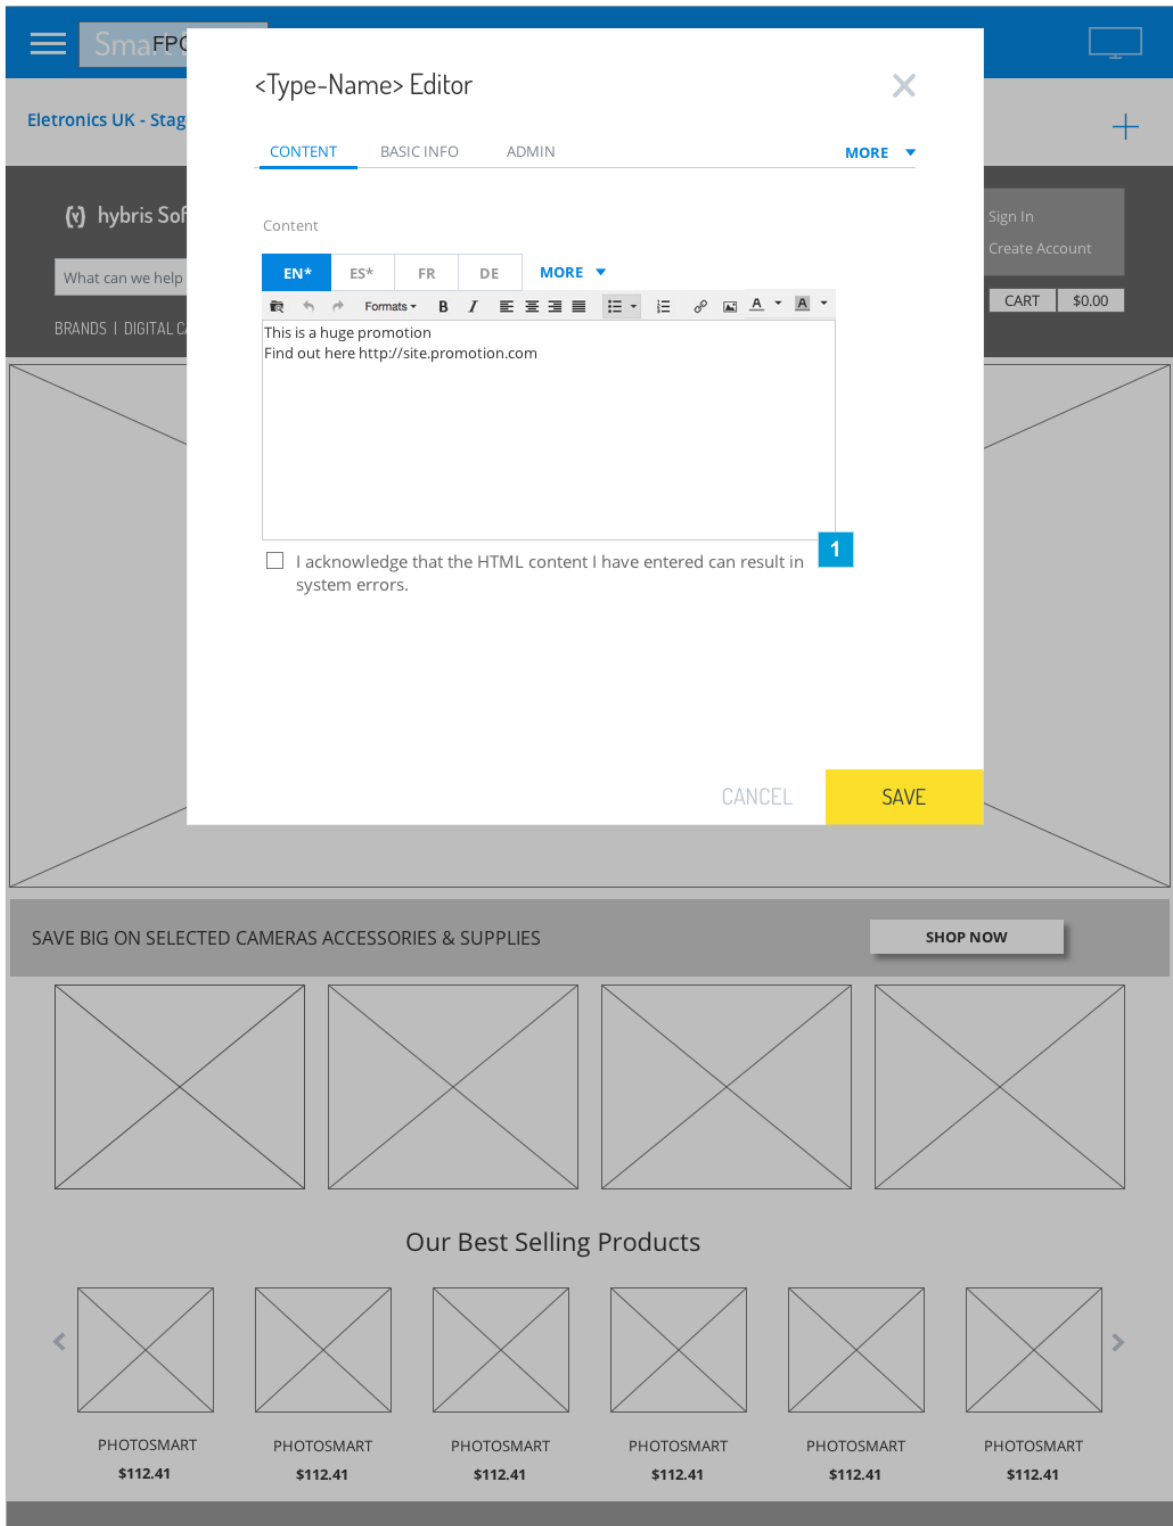 Sma FPO
<Type-Name> Editor
Eletronics UK - Stag
CONTENT BASIC INFO ADMIN MORE
hybris Sof
Sign In
Content
Create Account
What can we help
EN* ES* FR DE MORE
CART $0.00
Formats B I A A
BRANDS | DIGITAL CA
This is a huge promotion
Find out here http://site.promotion.com
1
I acknowledge that the HTML content I have entered can result in
system errors.
CANCEL SAVE
SAVE BIG ON SELECTED CAMERAS ACCESSORIES & SUPPLIES SHOP NOW
Our Best Selling Products
PHOTOSMART PHOTOSMART PHOTOSMART PHOTOSMART PHOTOSMART PHOTOSMART
$112.41 $112.41 $112.41 $112.41 $112.41 $112.41